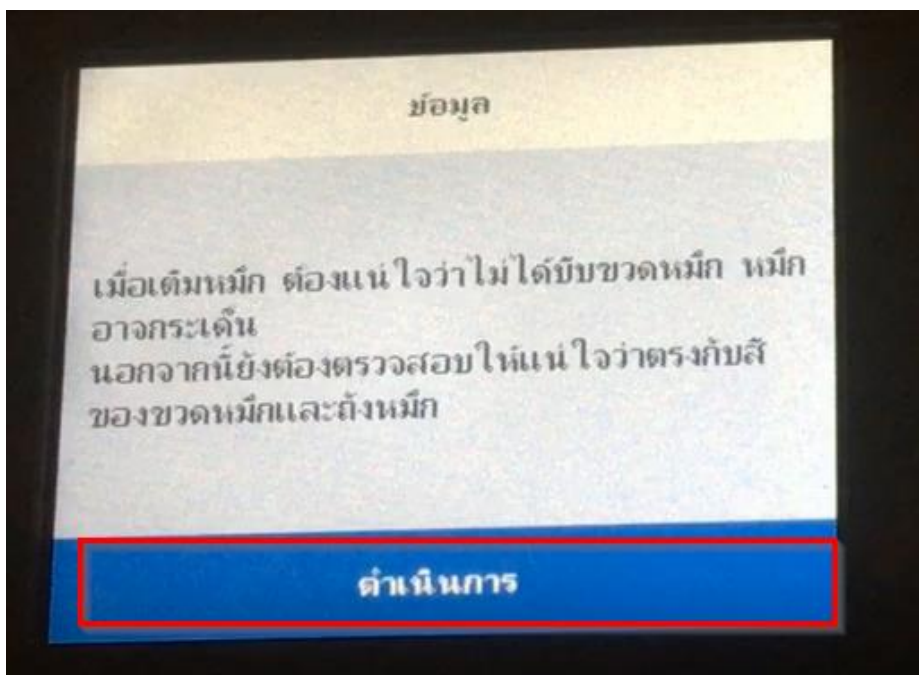 ข้อมูล
เมื่อเติมหมึก ต้องแน่ใจว่าไม่ได้บีบขวดหมึก หมึก
อาจกระเด็น
นอกจากนี้ยังต้องตรวจสอบให้แน่ใจว่าตรงกับสี
ของขวดหมึกและถังหมึก
ดำเนินการ